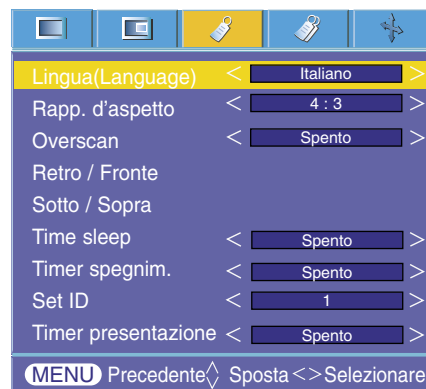 Lingua(Language) < Italiano >
Rapp. d'aspetto < 4 : 3 >
Overscan < Spento >
Retro / Fronte
Sotto / Sopra
Time sleep < Spento >
Timer spegnim. < Spento >
Set ID < 1 >
Timer presentazione < Spento >
MENU Precedente Sposta <> Selezionare